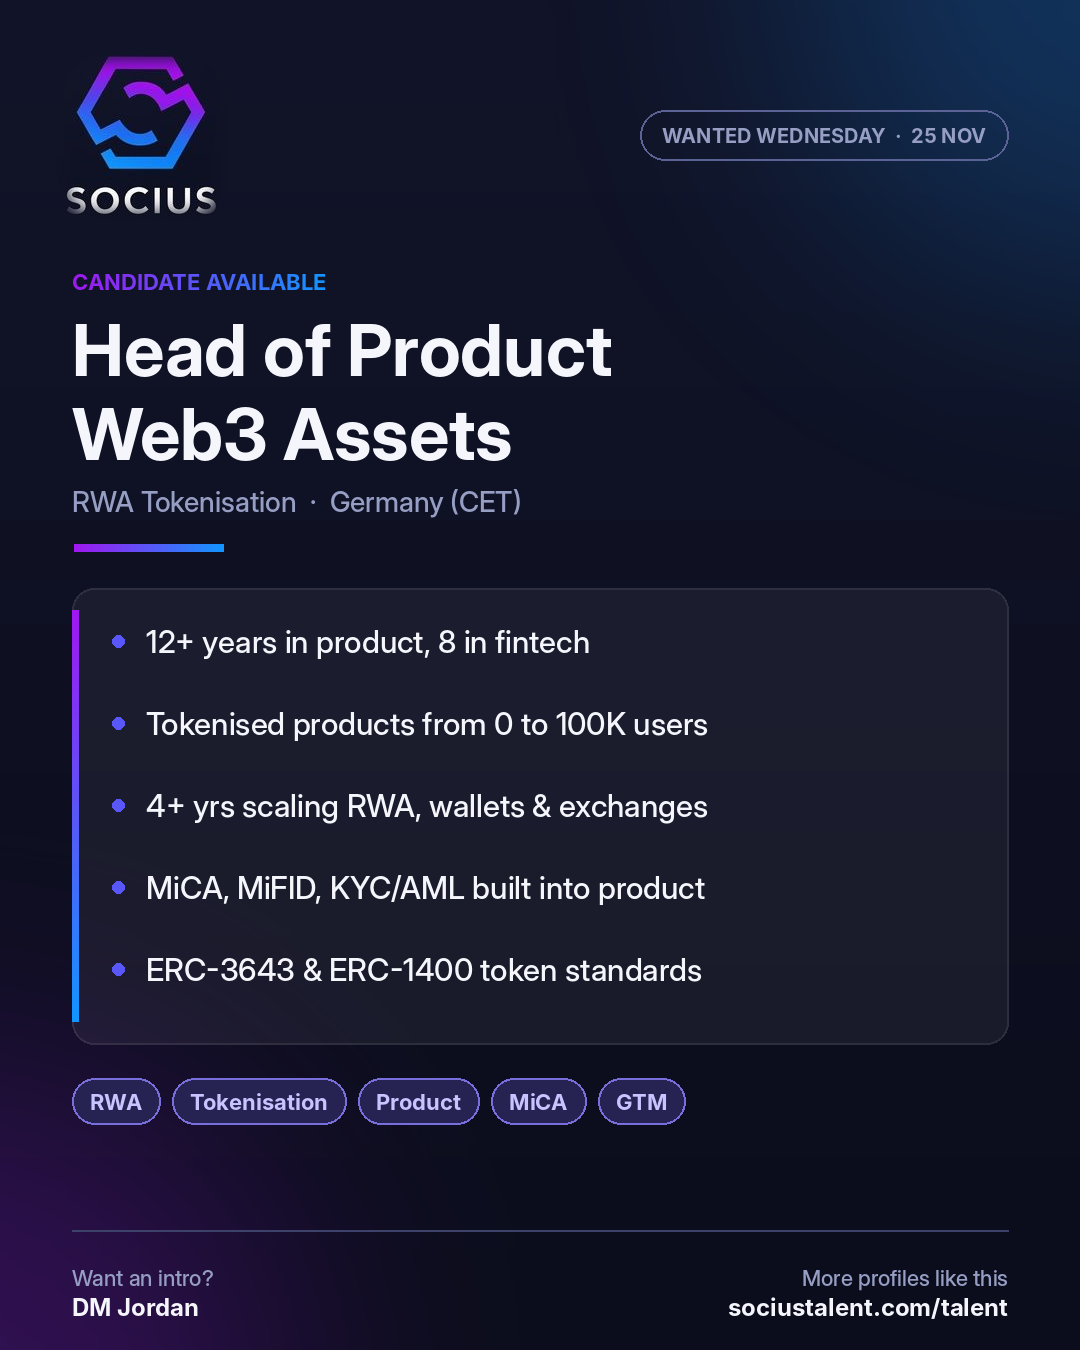 SOCIUS
WANTED WEDNESDAY · 25 NOV
CANDIDATE AVAILABLE
Head of Product
Web3 Assets
RWA Tokenisation · Germany (CET)
12+ years in product, 8 in fintech
Tokenised products from 0 to 100K users
4+ yrs scaling RWA, wallets & exchanges
MiCA, MiFID, KYC/AML built into product
ERC-3643 & ERC-1400 token standards
RWA
Tokenisation
Product
MiCA
GTM
Want an intro?
DM Jordan
More profiles like this
sociustalent.com/talent